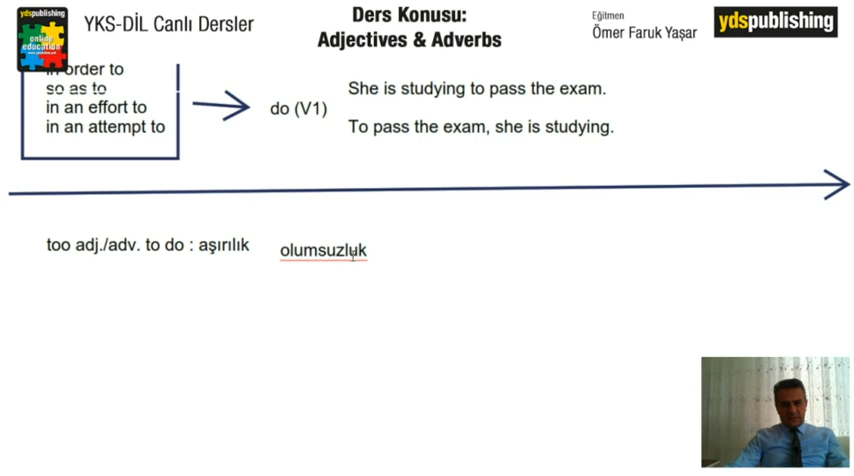 ydspublishing
online
education
YKS-DİL Canlı Dersler
Ders Konusu:
Adjectives & Adverbs
Eğitmen
Ömer Faruk Yaşar
ydspublishing
in order to
so as to
in an effort to
in an attempt to
do (V1)
She is studying to pass the exam.
To pass the exam, she is studying.
too adj./adv. to do : aşırılık
olumsuzluk